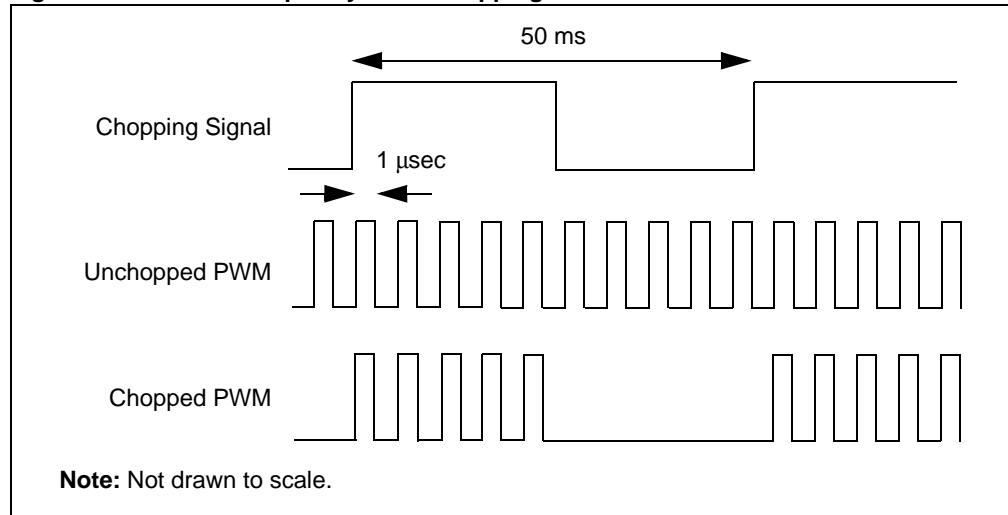 50 ms
Chopping Signal
1 μsec
Unchopped PWM
Chopped PWM
Note: Not drawn to scale.